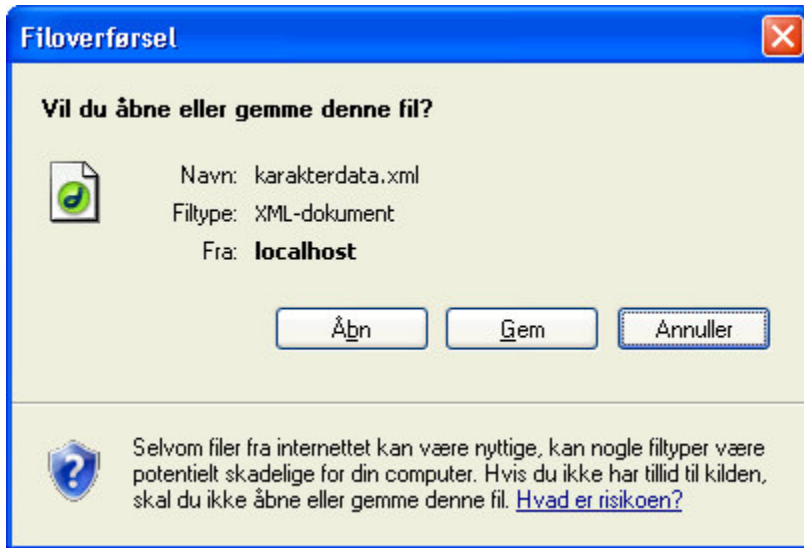 Filoverførsel
Vil du åbne eller gemme denne fil?
Navn: karakterdata.xml
Filtype: XML-dokument
Fra: localhost
Åbn Gem Annuller
Selvom filer fra internettet kan være nyttige, kan nogle filtyper være
potentielt skadelige for din computer. Hvis du ikke har tillid til kilden,
skal du ikke åbne eller gemme denne fil. Hvad er risikoen?